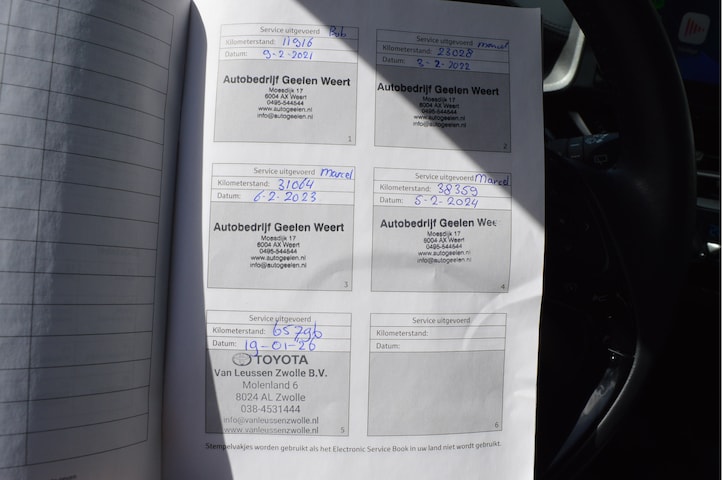 Service uitgevoerd Bob
Kilometerstand: 11916
Datum: 9-2-2021
Autobedrijf Geelen Weert
Moesdijk 17
6004 AX Weert
0495-544544
www.autogeelen.nl
info@autogeelen.nl
1
Service uitgevoerd Marcel
Kilometerstand: 23028
Datum: 3-2-2022
Autobedrijf Geelen Weert
Moesdijk 17
6004 AX Weert
0495-544544
www.autogeelen.nl
info@autogeelen.nl
2
Service uitgevoerd Marcel
Kilometerstand: 31064
Datum: 6-2-2023
Autobedrijf Geelen Weert
Moesdijk 17
6004 AX Weert
0495-544544
www.autogeelen.nl
info@autogeelen.nl
3
Service uitgevoerd Marcel
Kilometerstand: 38359
Datum: 5-2-2024
Autobedrijf Geelen Wee
Moesdijk 17
6004 AX Weert
0495-544544
www.autogeelen.nl
info@autogeelen.nl
4
Service uitgevoerd
Kilometerstand: 65796
Datum: 19-01-26
TOYOTA
Van Leussen Zwolle B.V.
Molenland 6
8024 AL Zwolle
038-4531444
info@vanleussenzwolle.nl
www.vanleussenzwolle.nl
5
Service uitgevoerd
Kilometerstand:
Datum:
6
Stempelvakjes worden gebruikt als het Electronic Service Book in uw land niet wordt gebruikt.